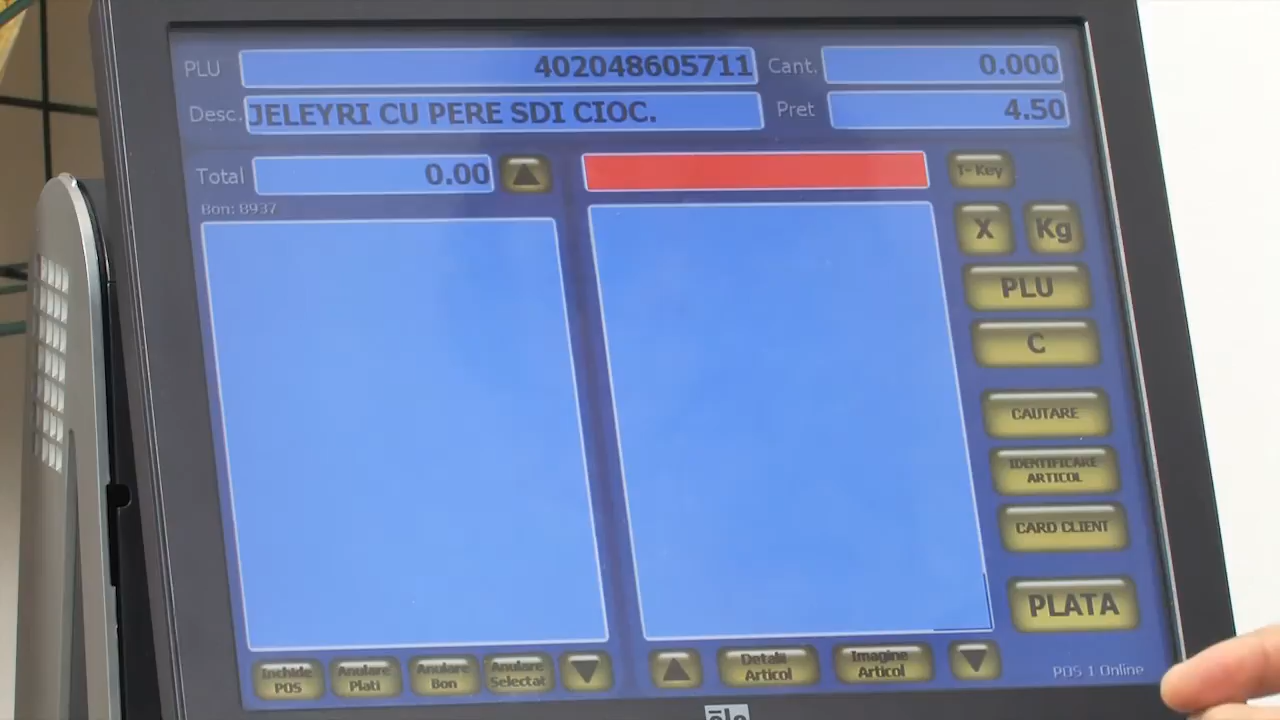 PLU 402048605711 Cant. 0.000
Desc. JELEYRI CU PERE SDI CIOC. Pret 4.50
Total 0.00 T- Key
Bon: 8937
X Kg
PLU
C
CAUTARE
IDENTIFICARE
ARTICOL
CARD CLIENT
PLATA
Inchide
POS
Anulare
Plati
Anulare
Bon
Anulare
Selectat
Detalii
Articol
Imagine
Articol
POS 1 Online
elo